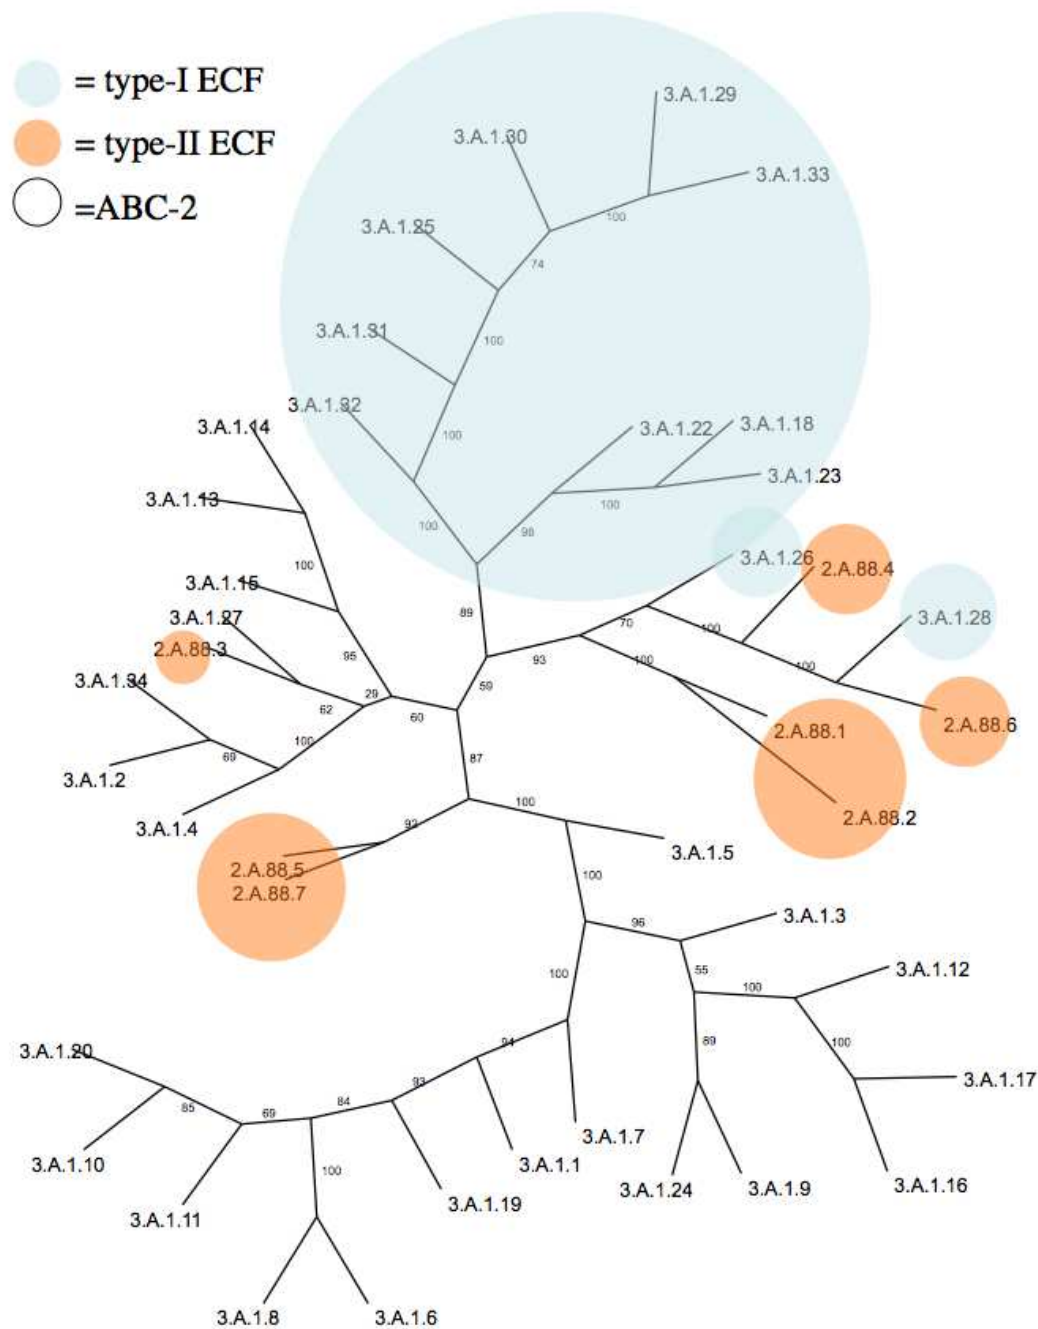 = type-I ECF
= type-II ECF
=ABC-2
3.A.1.29
3.A.1.30
3.A.1.33
100
3.A.1.25
74
3.A.1.31
100
3.A.1.32
3.A.1.14
100
3.A.1.22
3.A.1.18
3.A.1.23
3.A.1.13
100
100
98
3.A.1.26
2.A.88.4
100
3.A.1.15
3.A.1.27
89
70
100
3.A.1.28
2.A.88.3
95
93
100
100
3.A.1.34
29
59
62
60
2.A.88.1
2.A.88.6
100
69
87
3.A.1.2
100
2.A.88.2
3.A.1.4
92
3.A.1.5
2.A.88.5
2.A.88.7
100
96
3.A.1.3
100
55
3.A.1.12
100
3.A.1.20
94
89
100
93
3.A.1.17
85
69
84
3.A.1.7
3.A.1.10
100
3.A.1.1
3.A.1.24
3.A.1.9
3.A.1.16
3.A.1.11
3.A.1.19
3.A.1.8
3.A.1.6